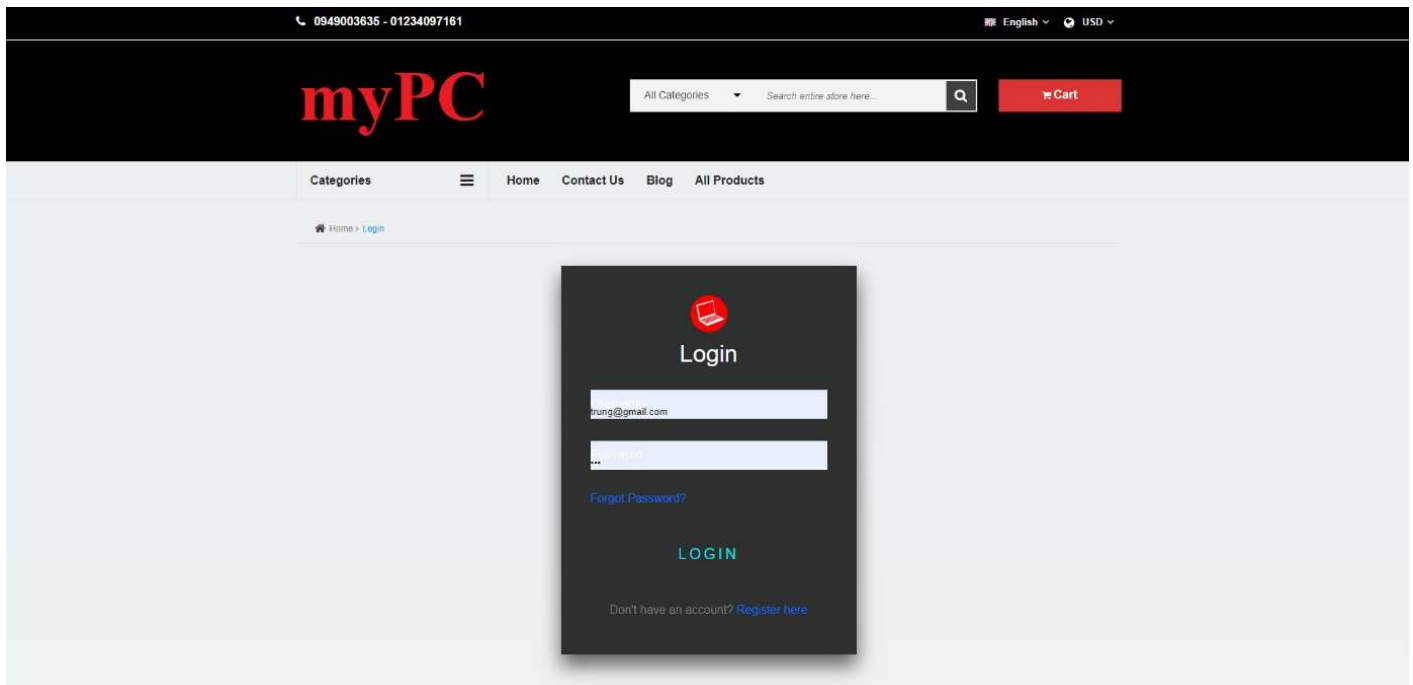 0949003635 - 01234097161
English
USD
myPC
All Categories
Search entire store here...
Cart
Categories
Home
Contact Us
Blog
All Products
Home › Login
Login
trung@gmail.com
Password
•••
Forgot Password?
LOGIN
Don't have an account? Register here